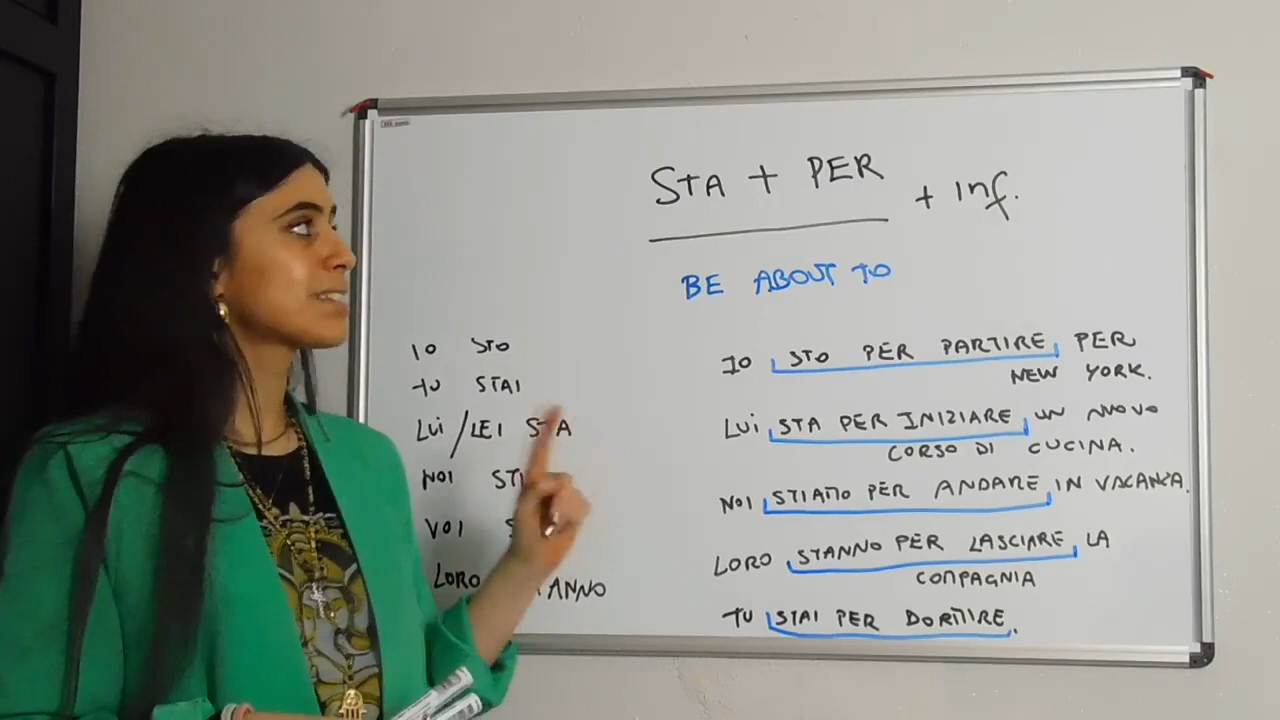 STA + PER + Inf.
BE ABOUT TO
IO STO
TU STAI
LUI / LEI STA
NOI
VOI
LORO
IO STO PER PARTIRE PER
NEW YORK.
LUI STA PER INIZIARE UN NUOVO
CORSO DI CUCINA.
NOI STIAMO PER ANDARE IN VACANZA.
LORO STANNO PER LASCIARE LA
COMPAGNIA
TU STAI PER DORMIRE.